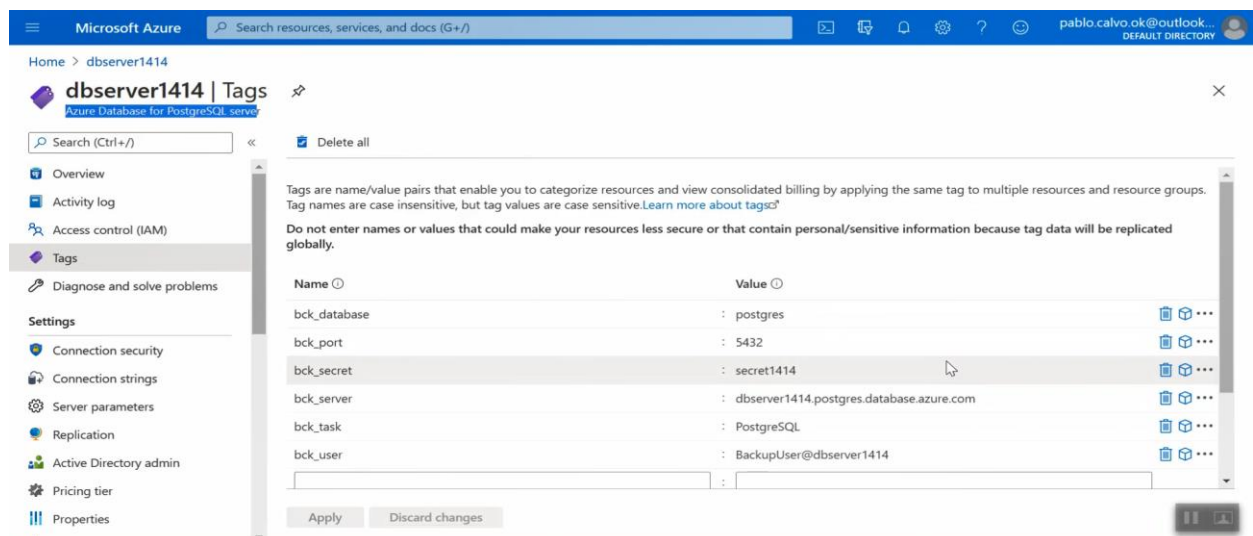 Microsoft Azure
Search resources, services, and docs (G+/)
pablo.calvo.ok@outlook...
DEFAULT DIRECTORY
Home > dbserver1414
dbserver1414 | Tags
Azure Database for PostgreSQL server
Search (Ctrl+/)
«
Delete all
Overview
Activity log
Access control (IAM)
Tags
Diagnose and solve problems
Settings
Connection security
Connection strings
Server parameters
Replication
Active Directory admin
Pricing tier
Properties
Tags are name/value pairs that enable you to categorize resources and view consolidated billing by applying the same tag to multiple resources and resource groups.
Tag names are case insensitive, but tag values are case sensitive.Learn more about tags
Do not enter names or values that could make your resources less secure or that contain personal/sensitive information because tag data will be replicated
globally.
Name Value
bck_database : postgres
bck_port : 5432
bck_secret : secret1414
bck_server : dbserver1414.postgres.database.azure.com
bck_task : PostgreSQL
bck_user : BackupUser@dbserver1414
:
Apply Discard changes